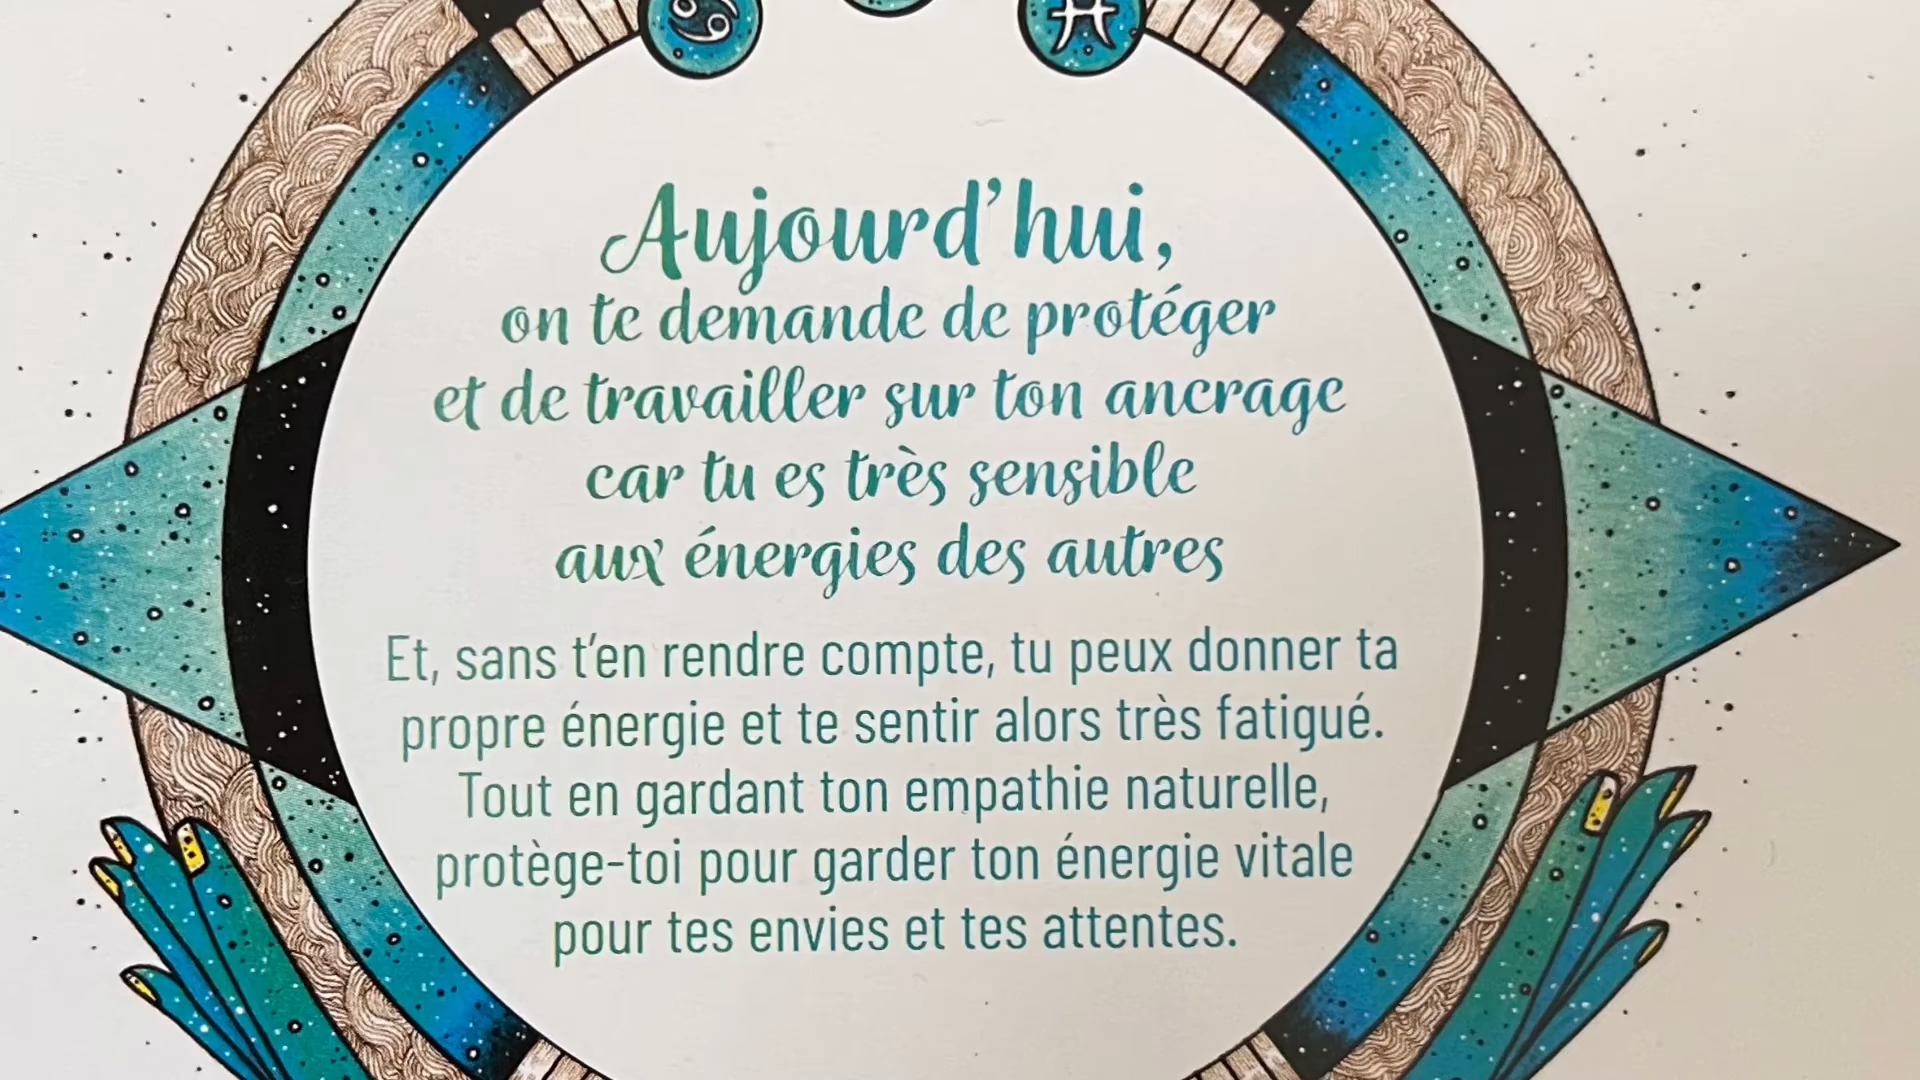 Aujourd'hui,
on te demande de protéger
et de travailler sur ton ancrage
car tu es très sensible
aux énergies des autres
Et, sans t'en rendre compte, tu peux donner ta
propre énergie et te sentir alors très fatigué.
Tout en gardant ton empathie naturelle,
protège-toi pour garder ton énergie vitale
pour tes envies et tes attentes.